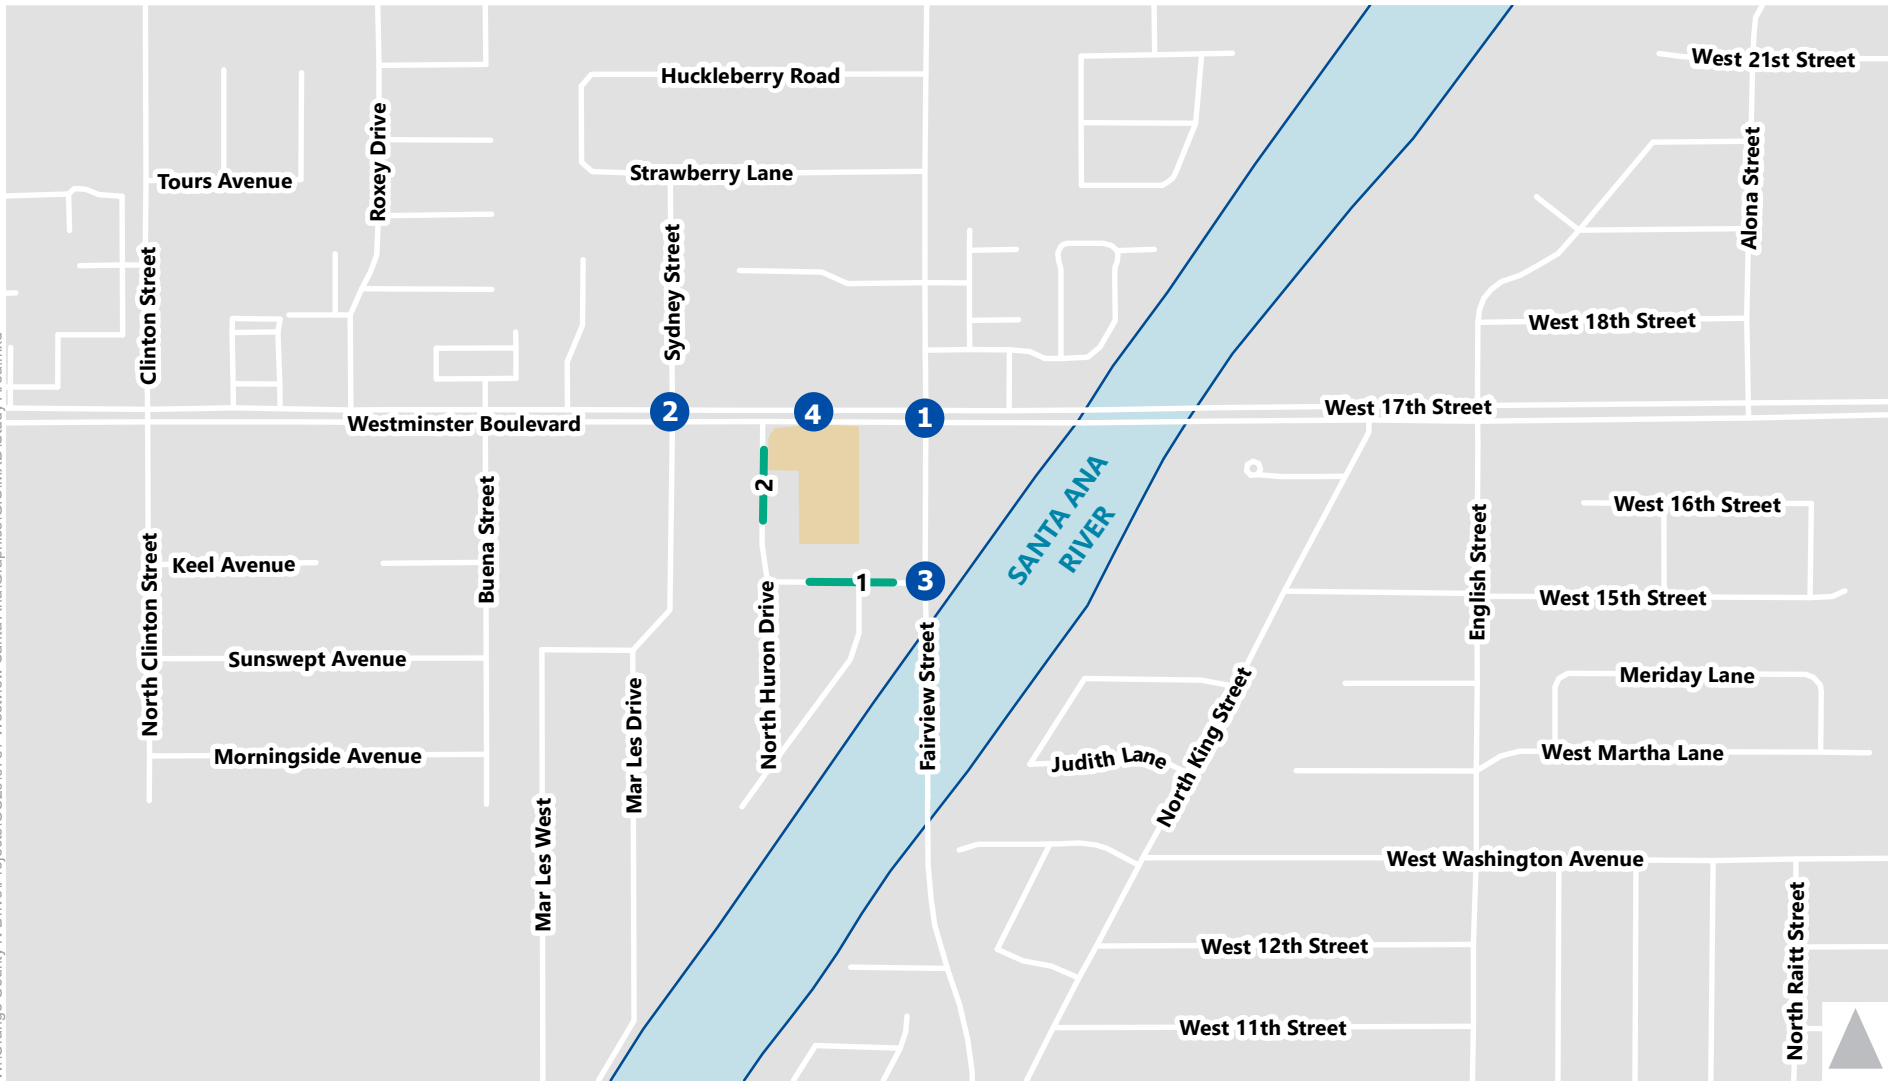 Huckleberry Road
West 21st Street
Roxey Drive
Tours Avenue
Strawberry Lane
Alona Street
Clinton Street
Sydney Street
West 18th Street
Westminster Boulevard
2
4
1
West 17th Street
2
SANTA ANA
RIVER
Buena Street
North Clinton Street
Keel Avenue
West 16th Street
English Street
1
3
West 15th Street
North Huron Drive
Fairview Street
Sunswept Avenue
Mar Les Drive
Meriday Lane
North King Street
Morningside Avenue
Judith Lane
West Martha Lane
Mar Les West
West Washington Avenue
West 12th Street
North Raitt Street
West 11th Street